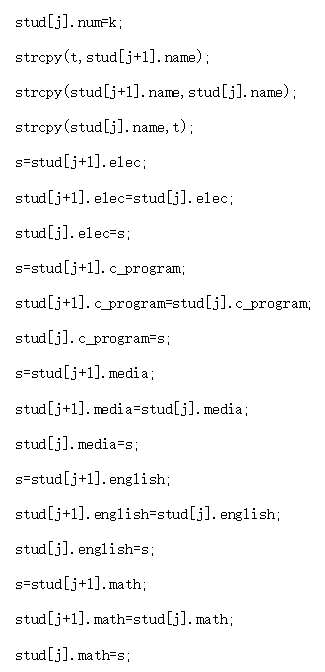 stud[j].num=k;
strcpy(t,stud[j+1].name);
strcpy(stud[j+1].name,stud[j].name);
strcpy(stud[j].name,t);
s=stud[j+1].elec;
stud[j+1].elec=stud[j].elec;
stud[j].elec=s;
s=stud[j+1].c_program;
stud[j+1].c_program=stud[j].c_program;
stud[j].c_program=s;
s=stud[j+1].media;
stud[j+1].media=stud[j].media;
stud[j].media=s;
s=stud[j+1].english;
stud[j+1].english=stud[j].english;
stud[j].english=s;
s=stud[j+1].math;
stud[j+1].math=stud[j].math;
stud[j].math=s;